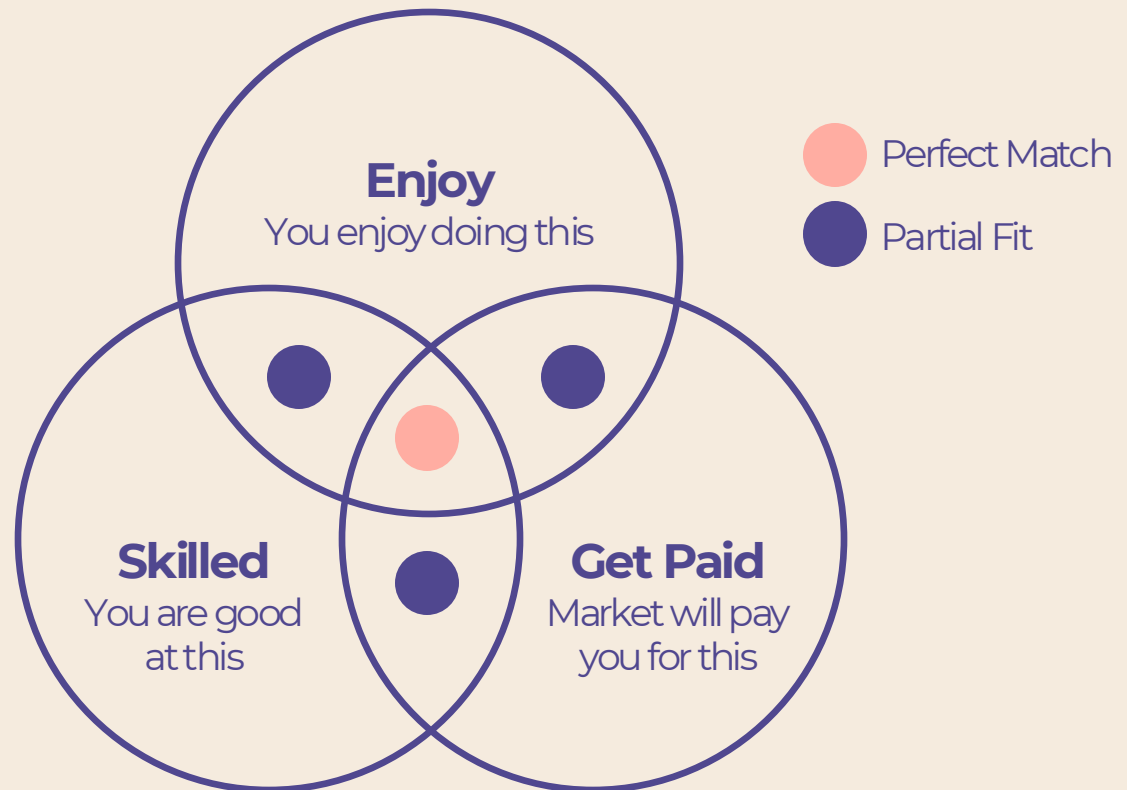 Enjoy
You enjoy doing this
Perfect Match
Partial Fit
Skilled
You are good
at this
Get Paid
Market will pay
you for this